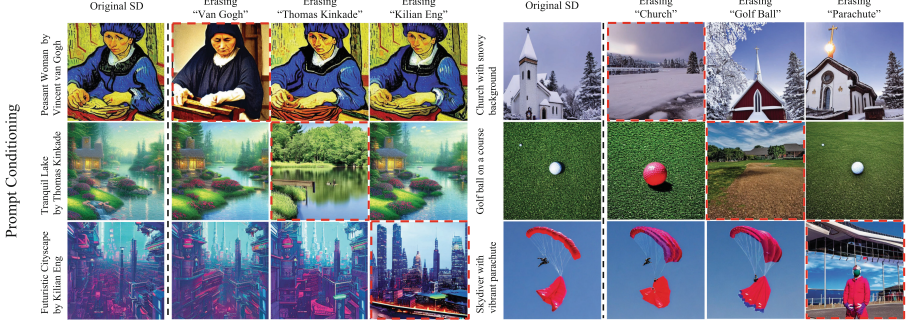 Original SD
Erasing
"Van Gogh"
Erasing
"Thomas Kinkade"
Erasing
"Kilian Eng"
Original SD
Erasing
"Church"
Erasing
"Golf Ball"
Erasing
"Parachute"
Prompt Conditioning
Peasant Woman by
Vincent van Gogh
Tranquil Lake
by Thomas Kinkade
Futuristic Cityscape
by Kilian Eng
Church with snowy
background
Golf ball on a course
Skydiver with
vibrant parachute